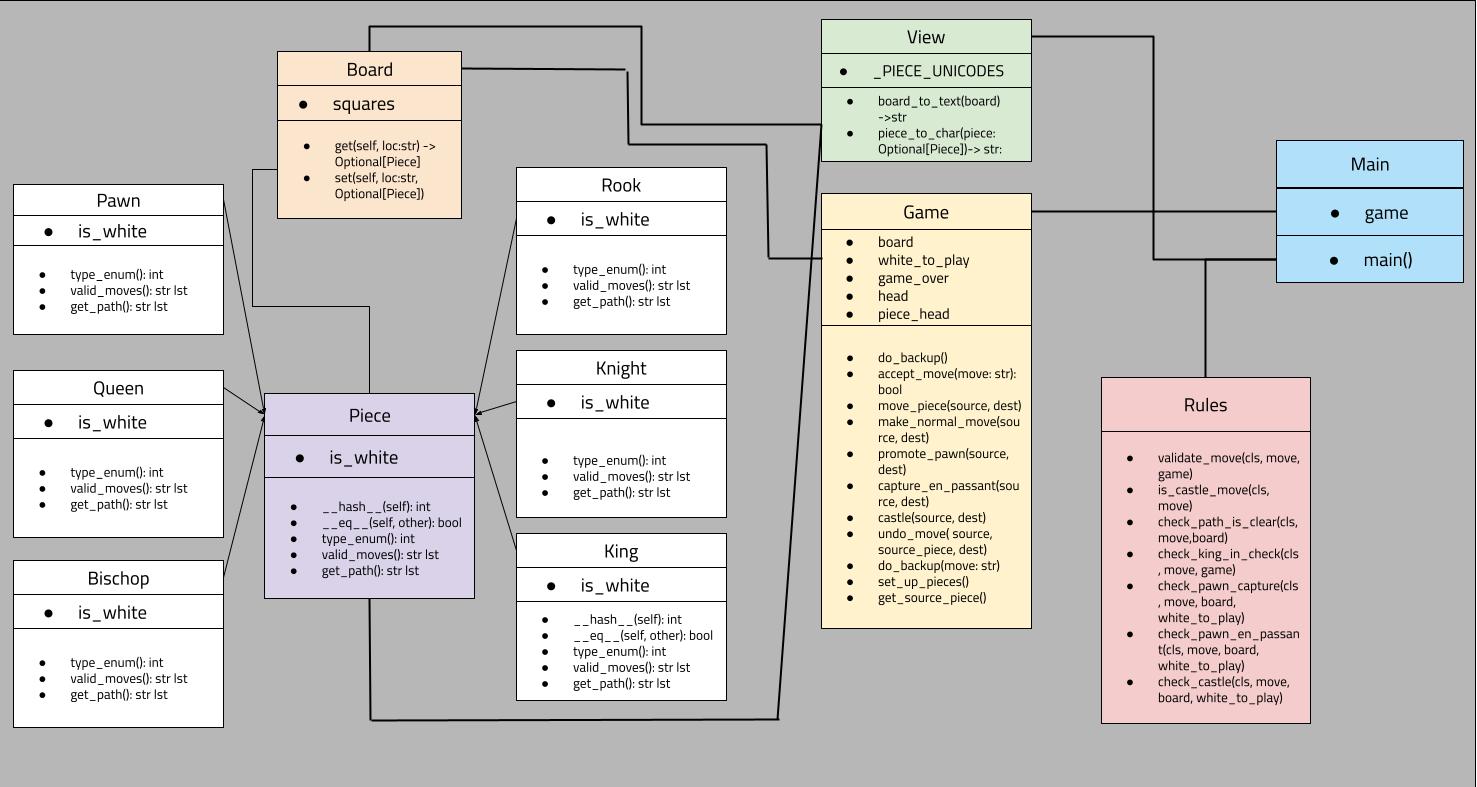 Board
● squares
● get(self, loc:str) ->
Optional[Piece]
● set(self, loc:str,
Optional[Piece])
View
● _PIECE_UNICODES
● board_to_text(board)
->str
● piece_to_char(piece:
Optional[Piece])-> str:
Main
● game
● main()
Pawn
● is_white
● type_enum(): int
● valid_moves(): str lst
● get_path(): str lst
Rook
● is_white
● type_enum(): int
● valid_moves(): str lst
● get_path(): str lst
Game
● board
● white_to_play
● game_over
● head
● piece_head
● do_backup()
● accept_move(move: str):
bool
● move_piece(source, dest)
● make_normal_move(sou
rce, dest)
● promote_pawn(source,
dest)
● capture_en_passant(sou
rce, dest)
● castle(source, dest)
● undo_move( source,
source_piece, dest)
● do_backup(move: str)
● set_up_pieces()
● get_source_piece()
Queen
● is_white
● type_enum(): int
● valid_moves(): str lst
● get_path(): str lst
Piece
● is_white
● __hash__(self): int
● __eq__(self, other): bool
● type_enum(): int
● valid_moves(): str lst
● get_path(): str lst
Knight
● is_white
● type_enum(): int
● valid_moves(): str lst
● get_path(): str lst
Rules
● validate_move(cls, move,
game)
● is_castle_move(cls,
move)
● check_path_is_clear(cls,
move,board)
● check_king_in_check(cls
, move, game)
● check_pawn_capture(cls
, move, board,
white_to_play)
● check_pawn_en_passan
t(cls, move, board,
white_to_play)
● check_castle(cls, move,
board, white_to_play)
Bischop
● is_white
● type_enum(): int
● valid_moves(): str lst
● get_path(): str lst
King
● is_white
● __hash__(self): int
● __eq__(self, other): bool
● type_enum(): int
● valid_moves(): str lst
● get_path(): str lst